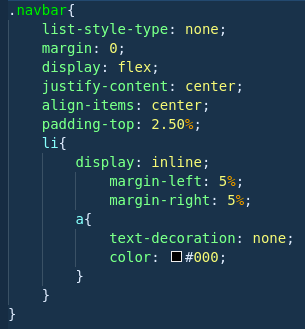 .navbar{
    list-style-type: none;
    margin: 0;
    display: flex;
    justify-content: center;
    align-items: center;
    padding-top: 2.50%;
    li{
        display: inline;
            margin-left: 5%;
            margin-right: 5%;
        a{
            text-decoration: none;
            color: #000;
        }
    }
}